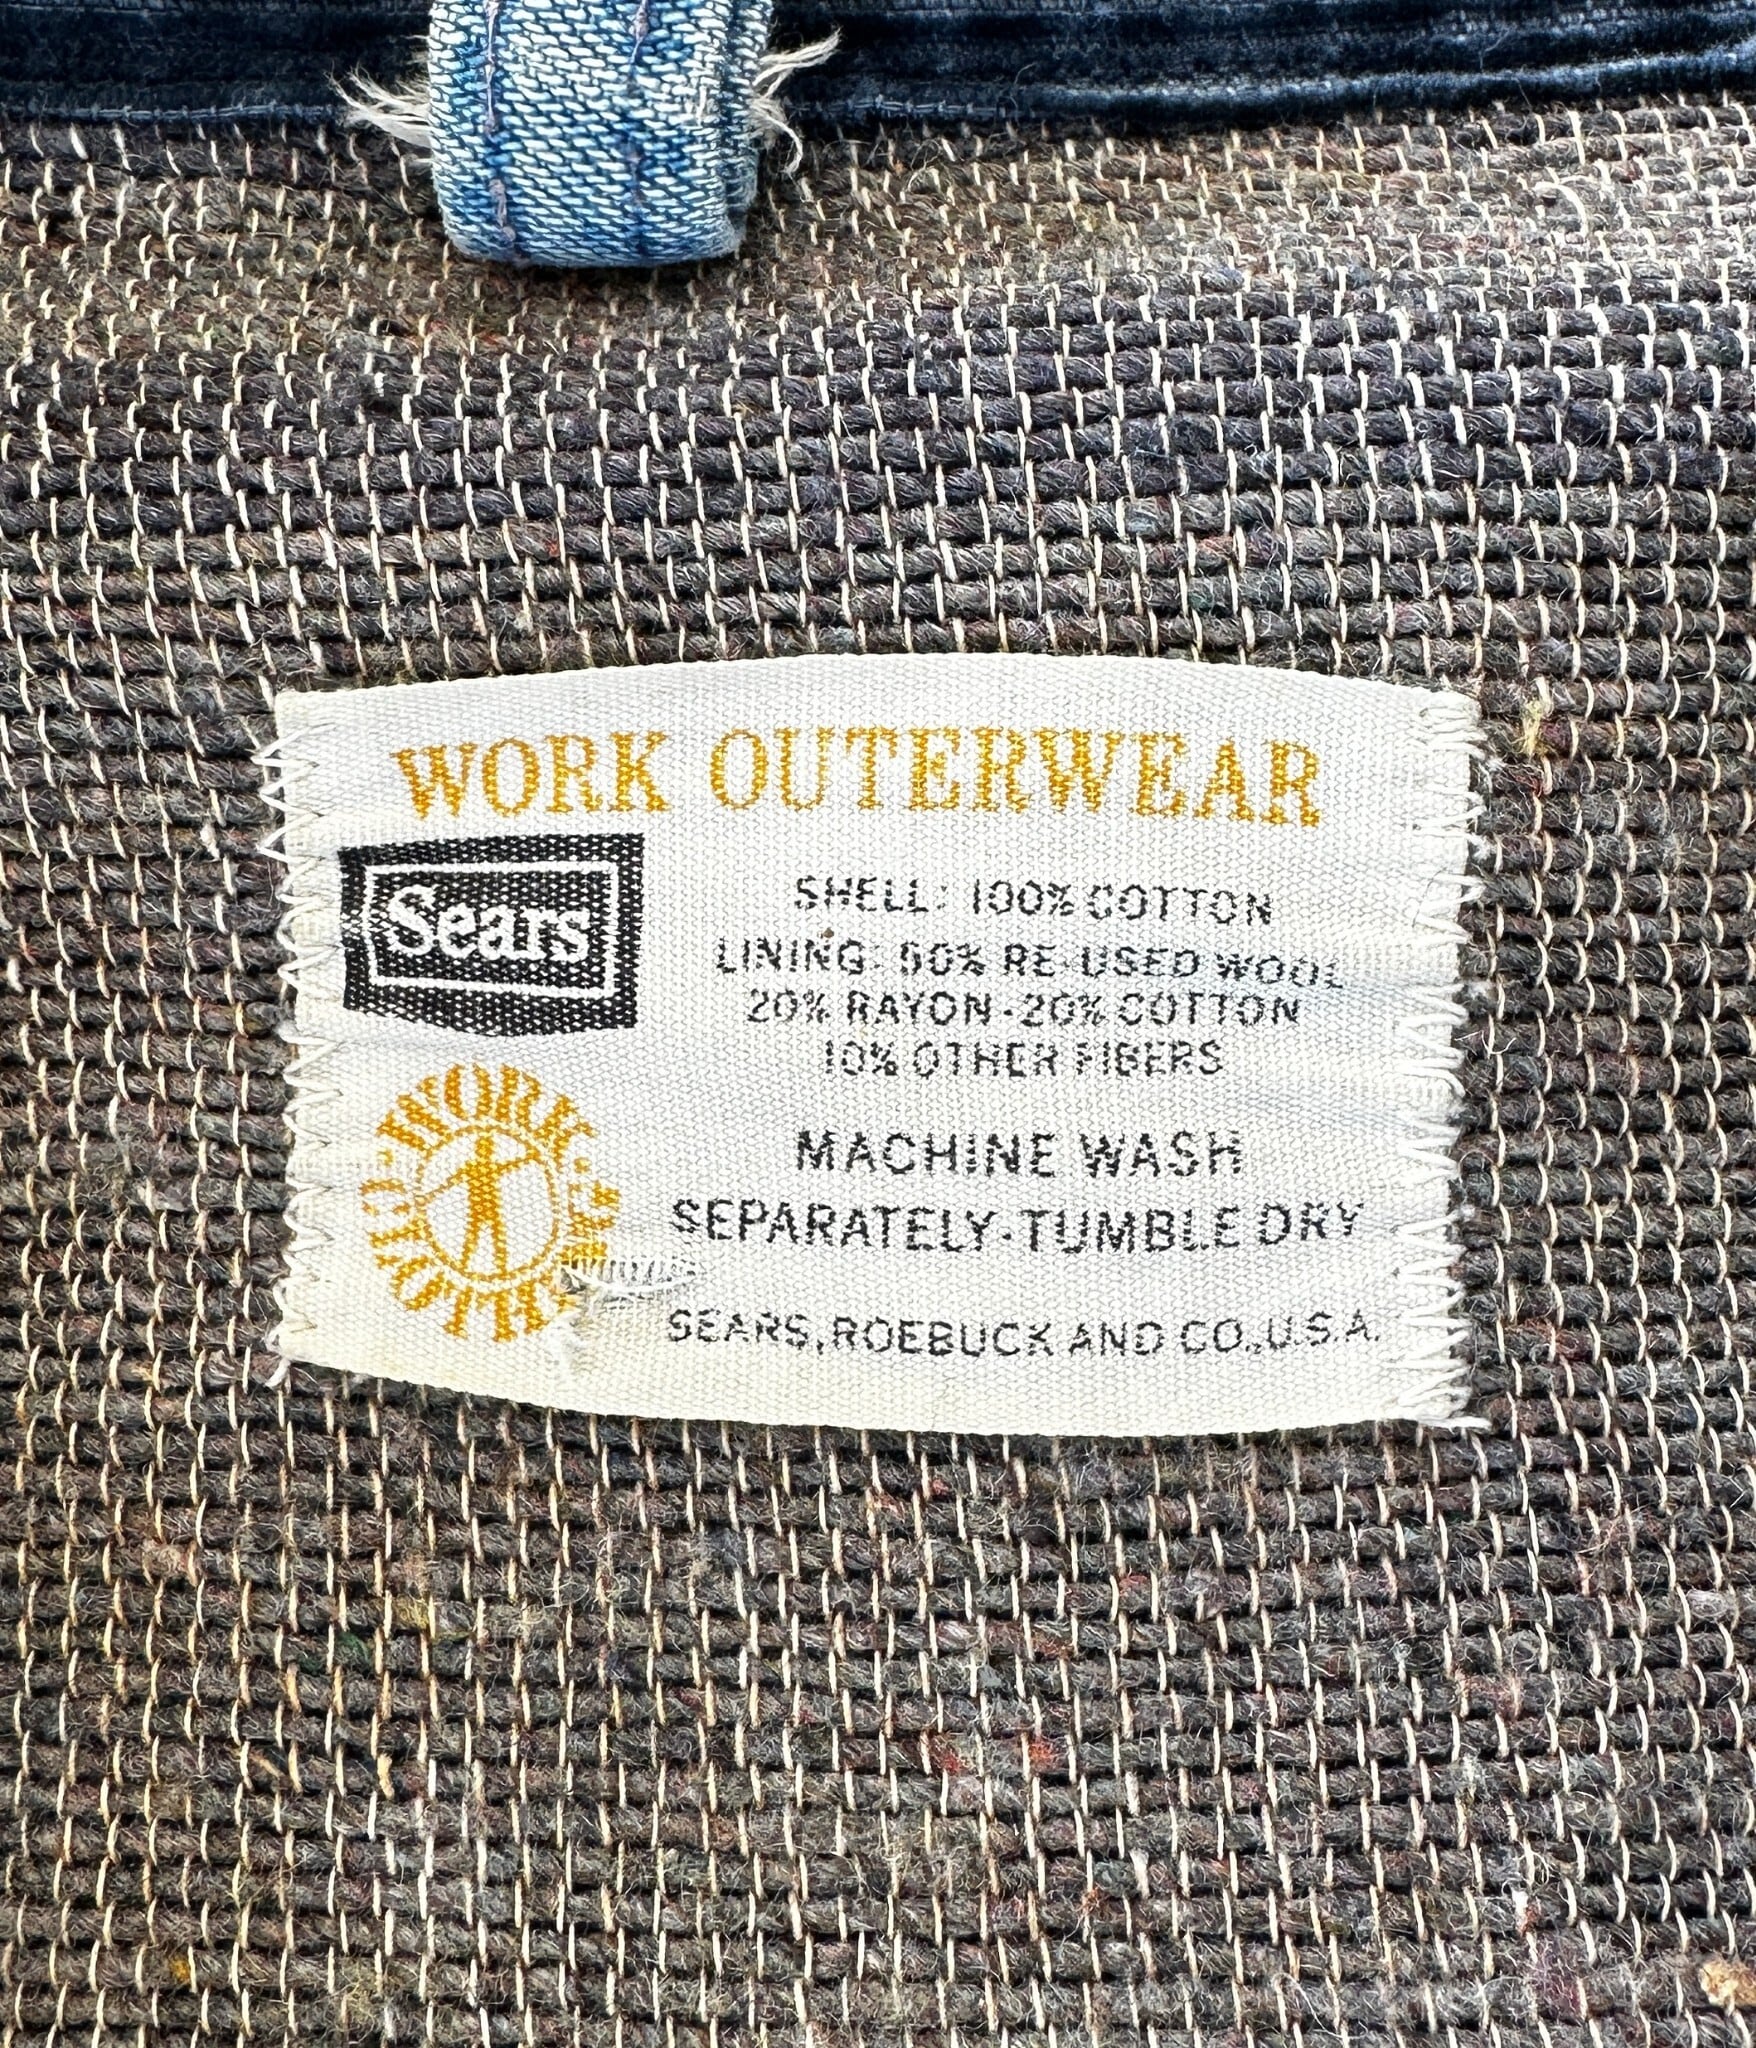 WORK OUTERWEAR
Sears
SHELL: 100% COTTON
LINING: 50% RE-USED WOOL
20% RAYON-20% COTTON
10% OTHER FIBERS
WORK
MACHINE WASH
SEPARATELY-TUMBLE DRY
SEARS, ROEBUCK AND CO., U.S.A.